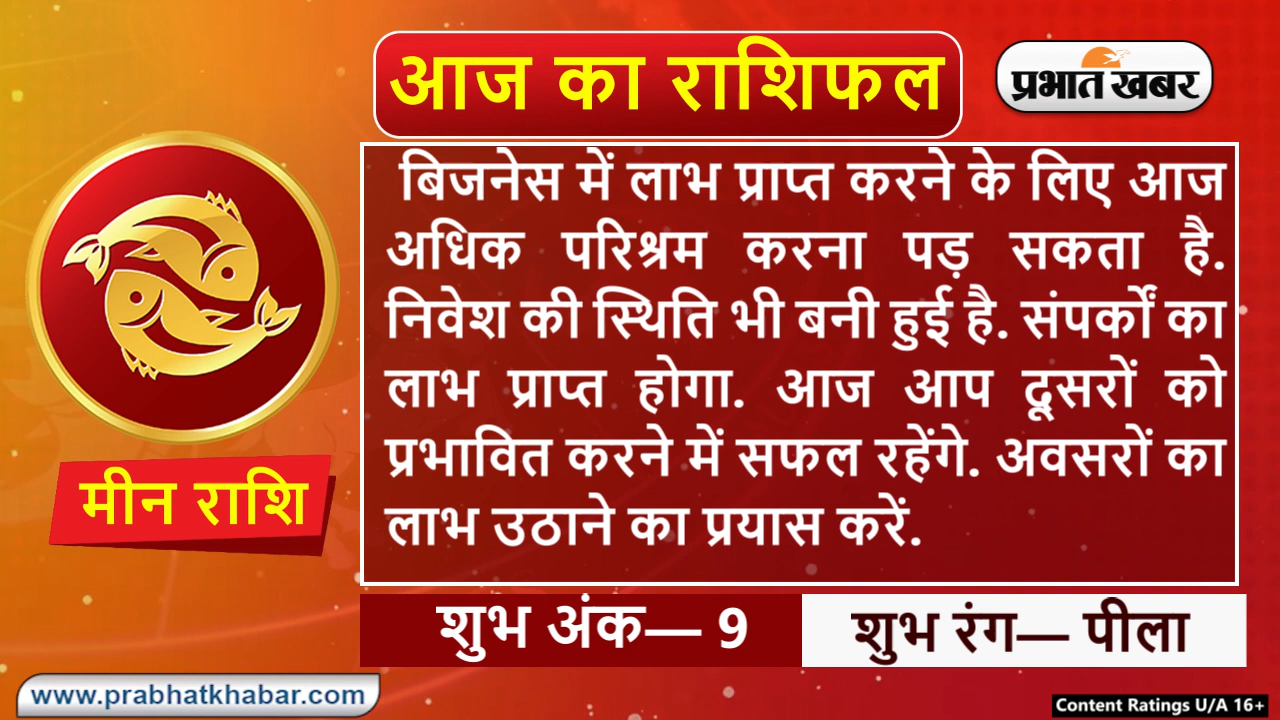 आज का राशिफल
प्रभात खबर
बिजनेस में लाभ प्राप्त करने के लिए आज
अधिक परिश्रम करना पड़ सकता है.
निवेश की स्थिति भी बनी हुई है. संपर्कों का
लाभ प्राप्त होगा. आज आप दूसरों को
प्रभावित करने में सफल रहेंगे. अवसरों का
लाभ उठाने का प्रयास करें.
मीन राशि
शुभ अंक— 9
शुभ रंग— पीला
www.prabhatkhabar.com
Content Ratings U/A 16+